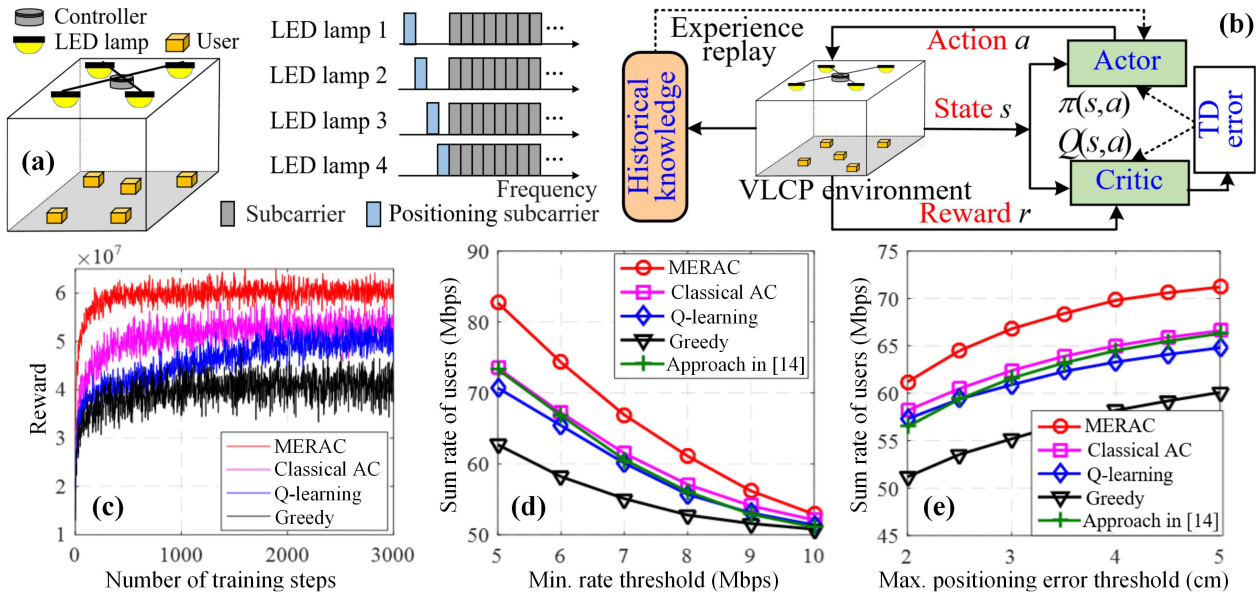 Controller
LED lamp
User
(a)
LED lamp 1
LED lamp 2
LED lamp 3
LED lamp 4
...
...
...
...
Frequency
Subcarrier
Positioning subcarrier
(b)
Experience
replay
Historical
knowledge
Action a
State s
VLCP environment
Reward r
Actor
π(s,a)
Q(s,a)
Critic
TD
error
×10⁷
6
5
4
3
2
1
Reward
0
1000
2000
3000
Number of training steps
(c)
MERAC
Classical AC
Q-learning
Greedy
90
80
70
60
50
Sum rate of users (Mbps)
5
6
7
8
9
10
Min. rate threshold (Mbps)
(d)
MERAC
Classical AC
Q-learning
Greedy
Approach in [14]
75
70
65
60
55
51
45
Sum rate of users (Mbps)
2
3
4
5
Max. positioning error threshold (cm)
(e)
MERAC
Classical AC
Q-learning
Greedy
Approach in [14]